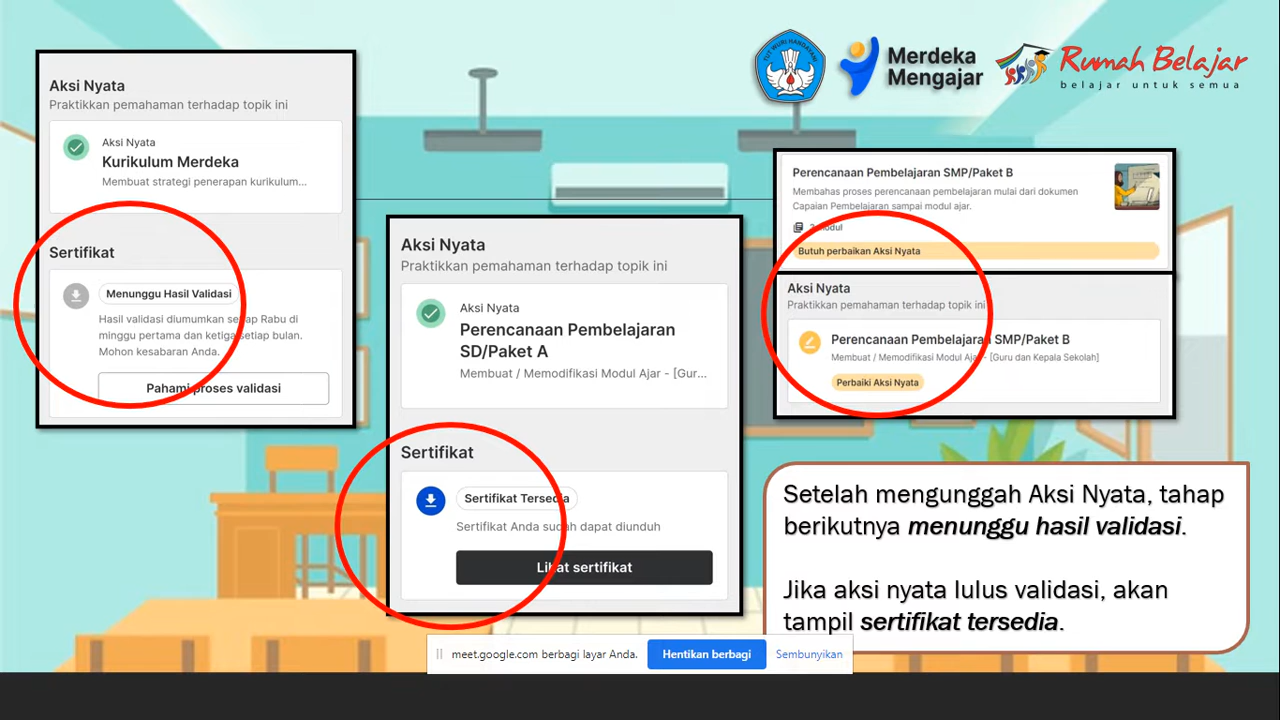 TUT WURI HANDAYANI
Merdeka
Mengajar
Rumah Belajar
belajar untuk semua
Aksi Nyata
Praktikkan pemahaman terhadap topik ini
Aksi Nyata
Kurikulum Merdeka
Membuat strategi penerapan kurikulum...
Sertifikat
Menunggu Hasil Validasi
Hasil validasi diumumkan setiap Rabu di
minggu pertama dan ketiga setiap bulan.
Mohon kesabaran Anda.
Pahami proses validasi
Aksi Nyata
Praktikkan pemahaman terhadap topik ini
Aksi Nyata
Perencanaan Pembelajaran
SD/Paket A
Membuat / Memodifikasi Modul Ajar - [Gur...
Sertifikat
Sertifikat Tersedia
Sertifikat Anda sudah dapat diunduh
Lihat sertifikat
Perencanaan Pembelajaran SMP/Paket B
Membahas proses perencanaan pembelajaran mulai dari dokumen
Capaian Pembelajaran sampai modul ajar.
modul
Butuh perbaikan Aksi Nyata
Aksi Nyata
Praktikkan pemahaman terhadap topik ini
Perencanaan Pembelajaran SMP/Paket B
Membuat / Memodifikasi Modul Ajar - [Guru dan Kepala Sekolah]
Perbaiki Aksi Nyata
Setelah mengunggah Aksi Nyata, tahap
berikutnya menunggu hasil validasi.
Jika aksi nyata lulus validasi, akan
tampil sertifikat tersedia.
meet.google.com berbagi layar Anda.
Hentikan berbagi
Sembunyikan